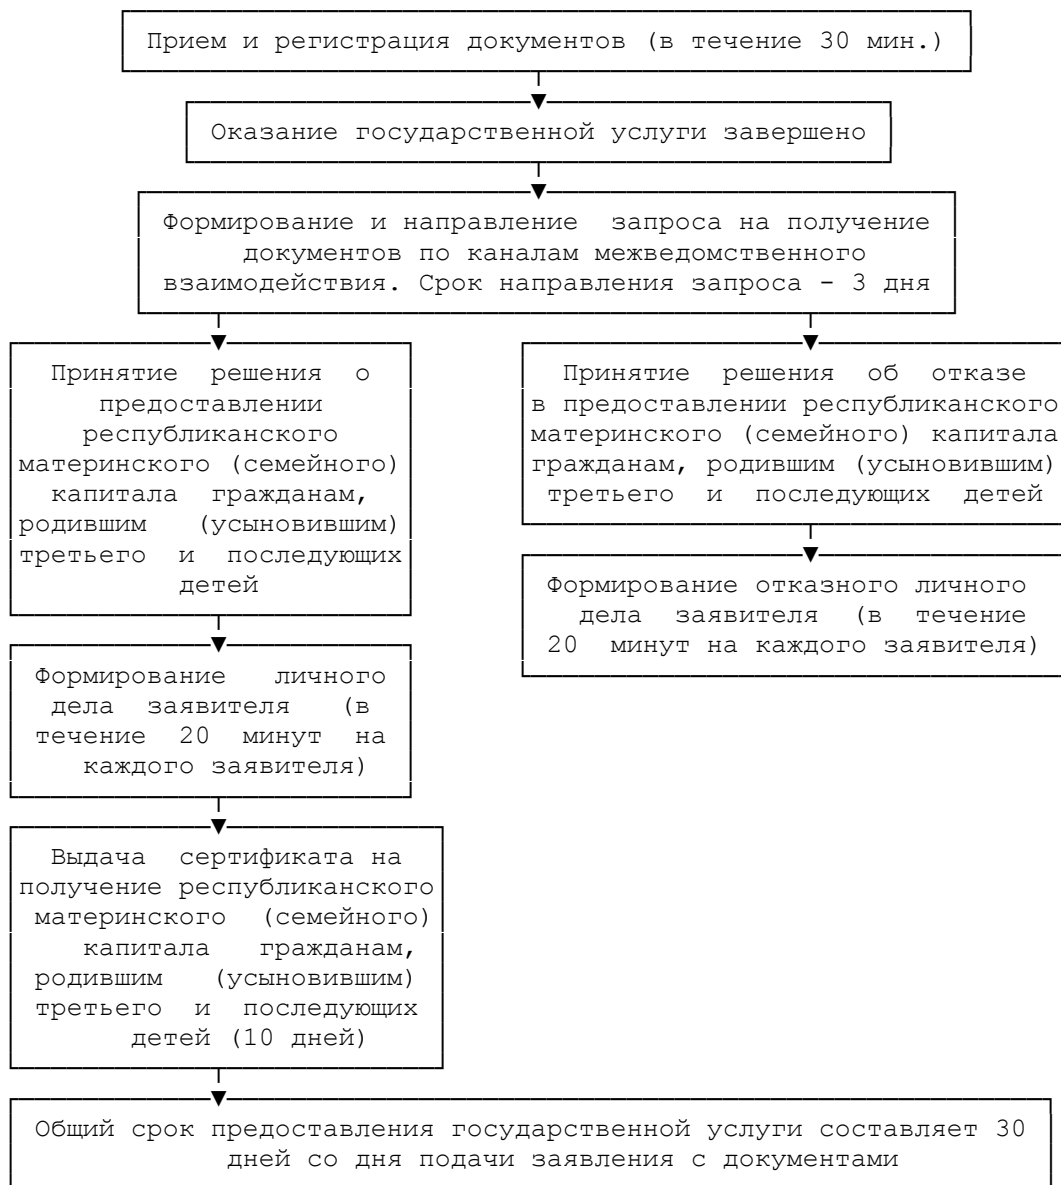 Прием и регистрация документов (в течение 30 мин.)
Оказание государственной услуги завершено
Формирование и направление запроса на получение
документов по каналам межведомственного
взаимодействия. Срок направления запроса - 3 дня
Принятие решения о
предоставлении
республиканского
материнского (семейного)
капитала гражданам,
родившим (усыновившим)
третьего и последующих
детей
Принятие решения об отказе
в предоставлении республиканского
материнского (семейного) капитала
гражданам, родившим (усыновившим)
третьего и последующих детей
Формирование отказного личного
дела заявителя (в течение
20 минут на каждого заявителя)
Формирование личного
дела заявителя (в
течение 20 минут на
каждого заявителя)
Выдача сертификата на
получение республиканского
материнского (семейного)
капитала гражданам,
родившим (усыновившим)
третьего и последующих
детей (10 дней)
Общий срок предоставления государственной услуги составляет 30
дней со дня подачи заявления с документами